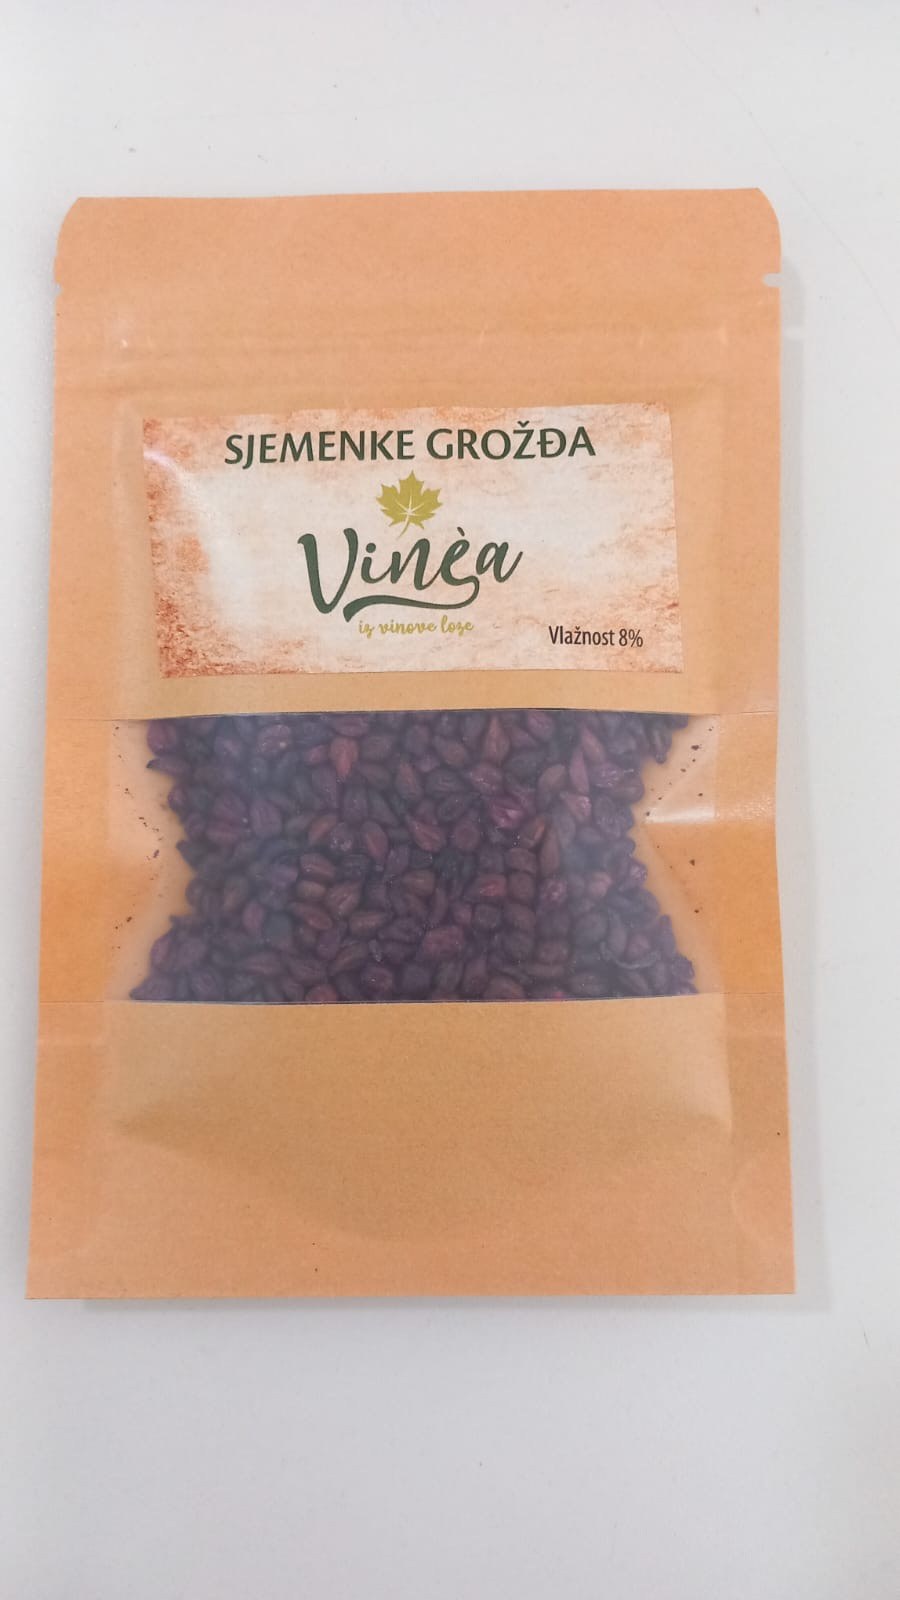 SJEMENKE GROŽĐA
Vinèa
iz vinove loze
Vlažnost 8%